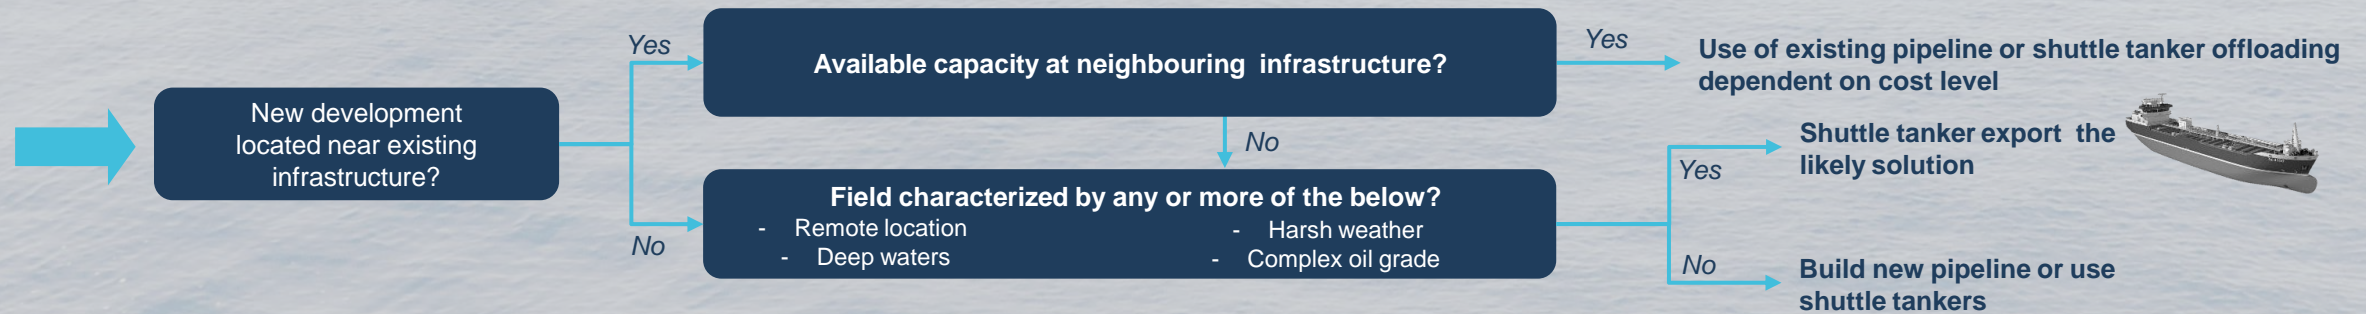 New development
located near existing
infrastructure?
Yes
No
Available capacity at neighbouring infrastructure?
Yes
Use of existing pipeline or shuttle tanker offloading
dependent on cost level
No
Field characterized by any or more of the below?
- Remote location
- Deep waters
- Harsh weather
- Complex oil grade
Yes
Shuttle tanker export the
likely solution
No
Build new pipeline or use
shuttle tankers